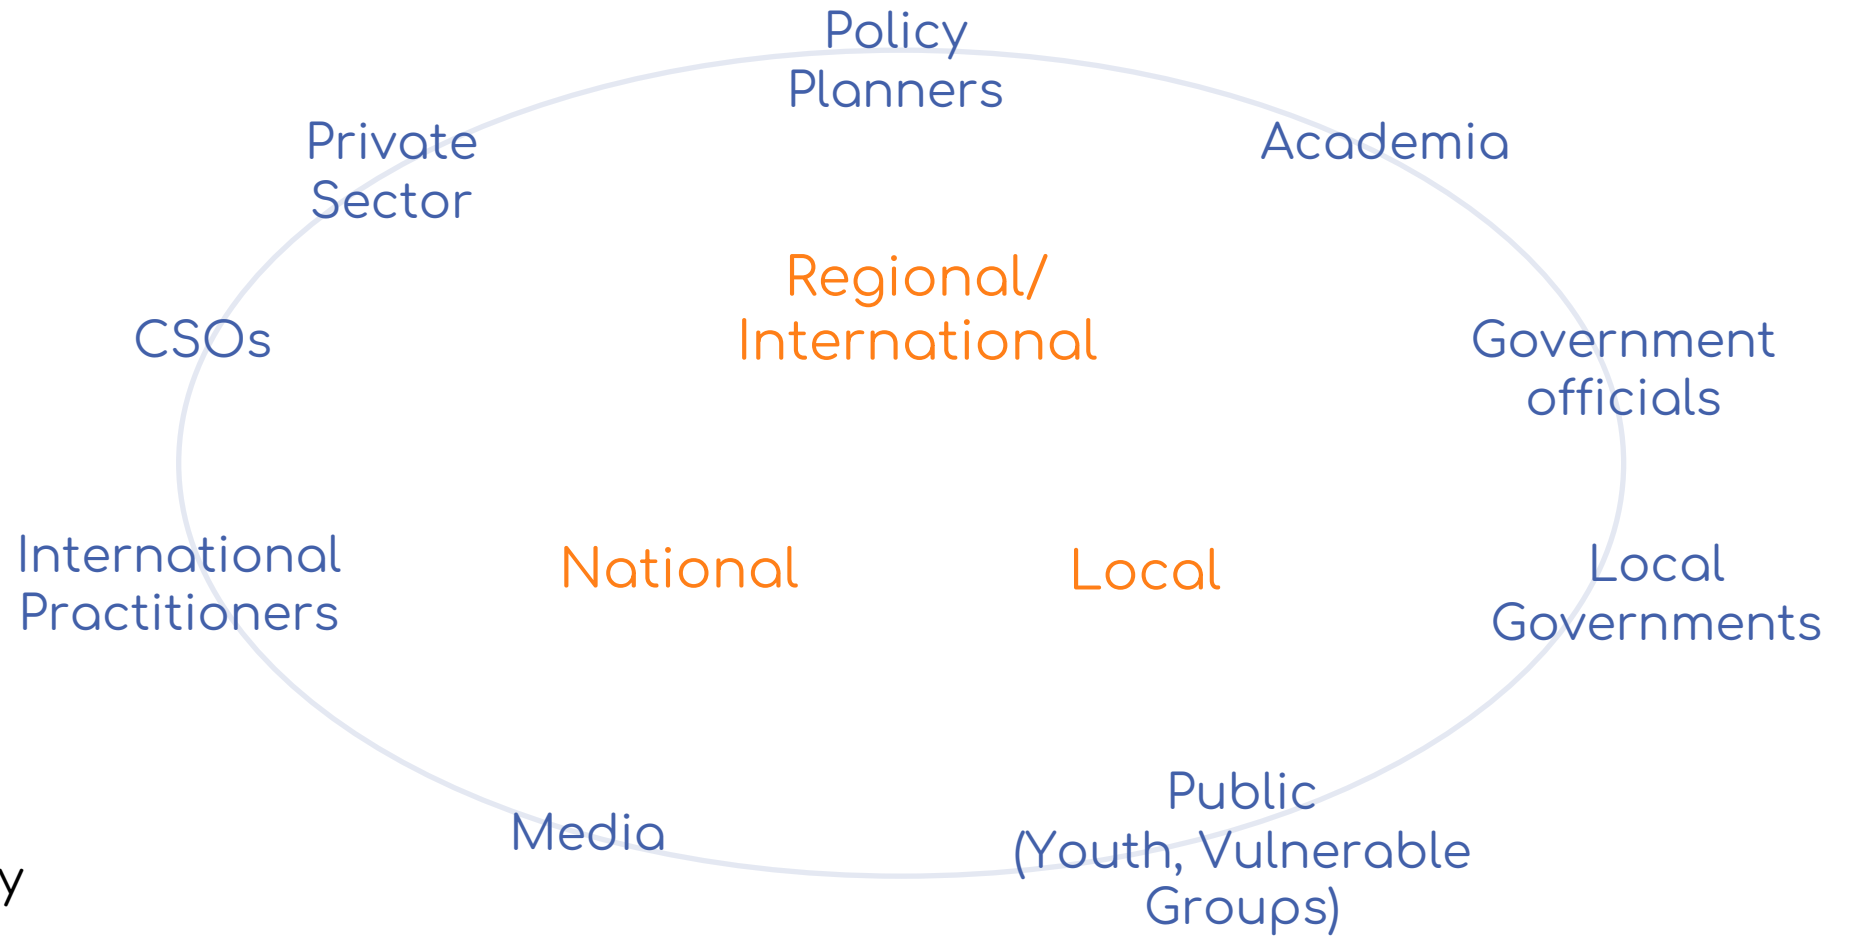 Policy
Planners
Private
Sector
Academia
Regional/
International
CSOs
Government
officials
International
Practitioners
National
Local
Local
Governments
Media
Public
(Youth, Vulnerable
Groups)
y